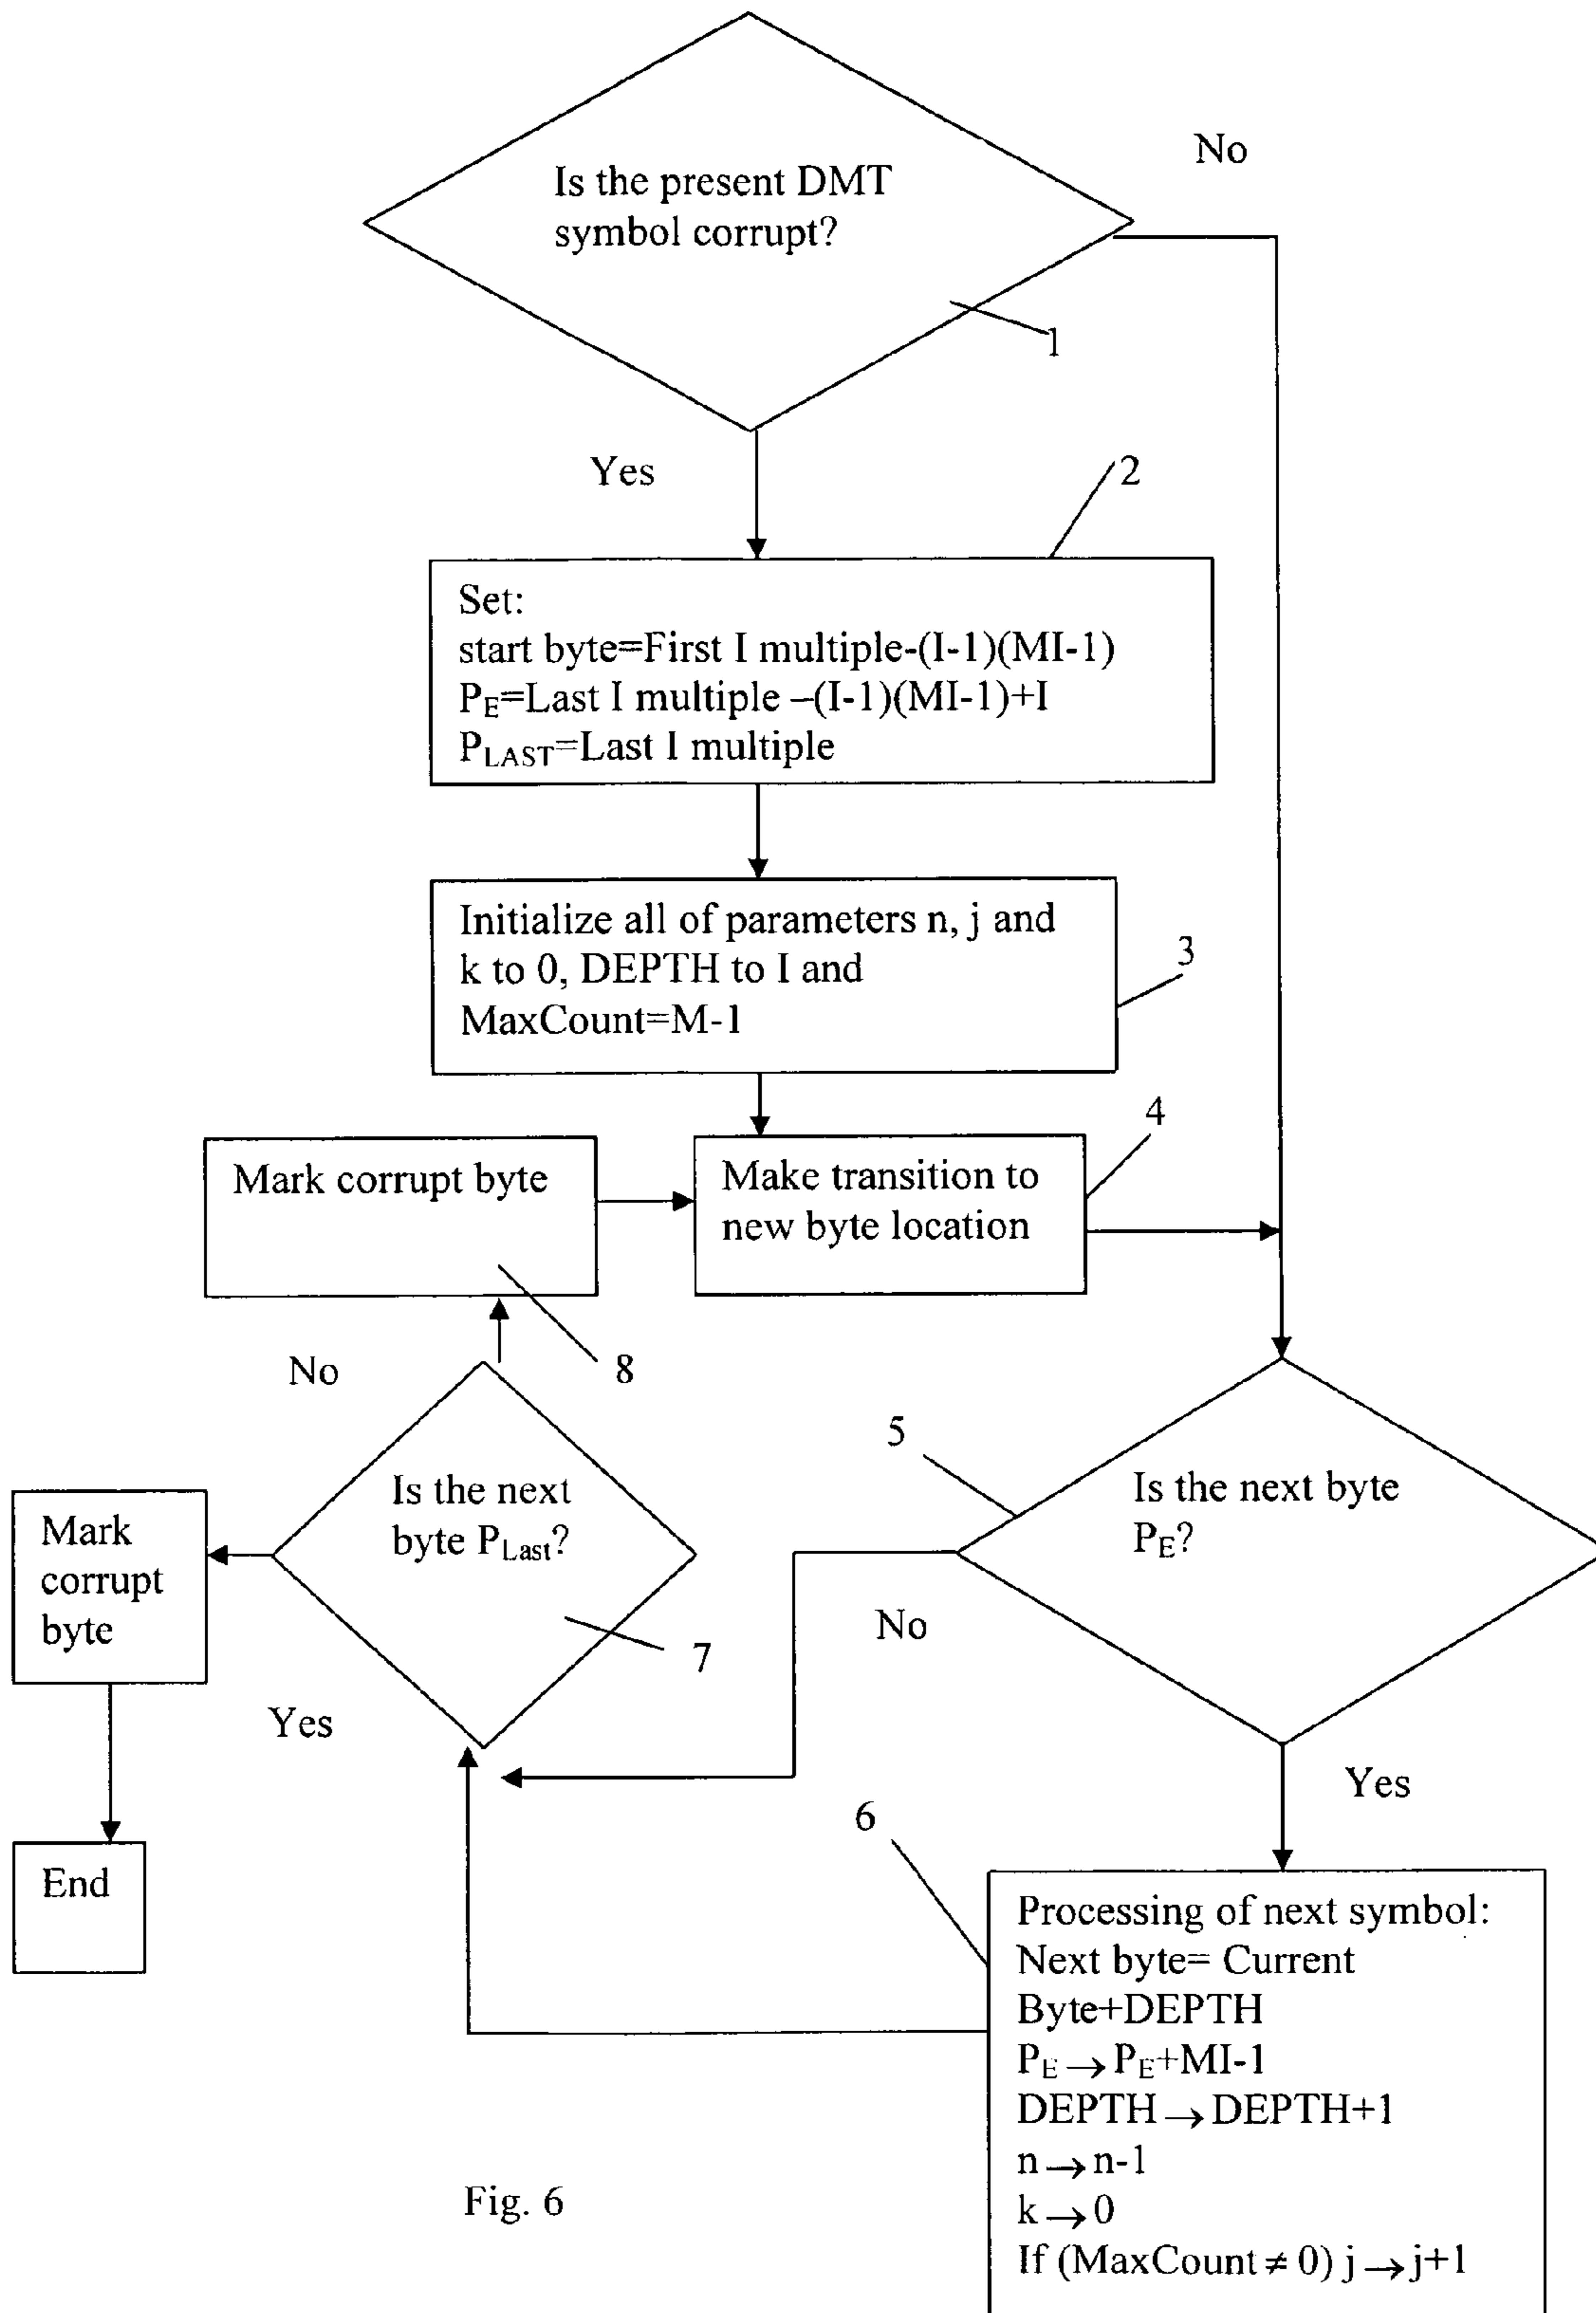 Is the present DMT
symbol corrupt?
No
1
Yes
2
Set:
start byte=First I multiple-(I-1)(MI-1)
PE=Last I multiple –(I-1)(MI-1)+I
PLAST=Last I multiple
Initialize all of parameters n, j and
k to 0, DEPTH to I and
MaxCount=M-1
3
4
Mark corrupt byte
Make transition to
new byte location
8
No
5
Is the next byte
PE?
Is the next
byte PLast?
Mark
corrupt
byte
No
7
Yes
Yes
6
End
Processing of next symbol:
Next byte= Current
Byte+DEPTH
PE→PE+MI-1
DEPTH→DEPTH+1
n→n-1
k→0
If (MaxCount ≠ 0) j→j+1
Fig. 6